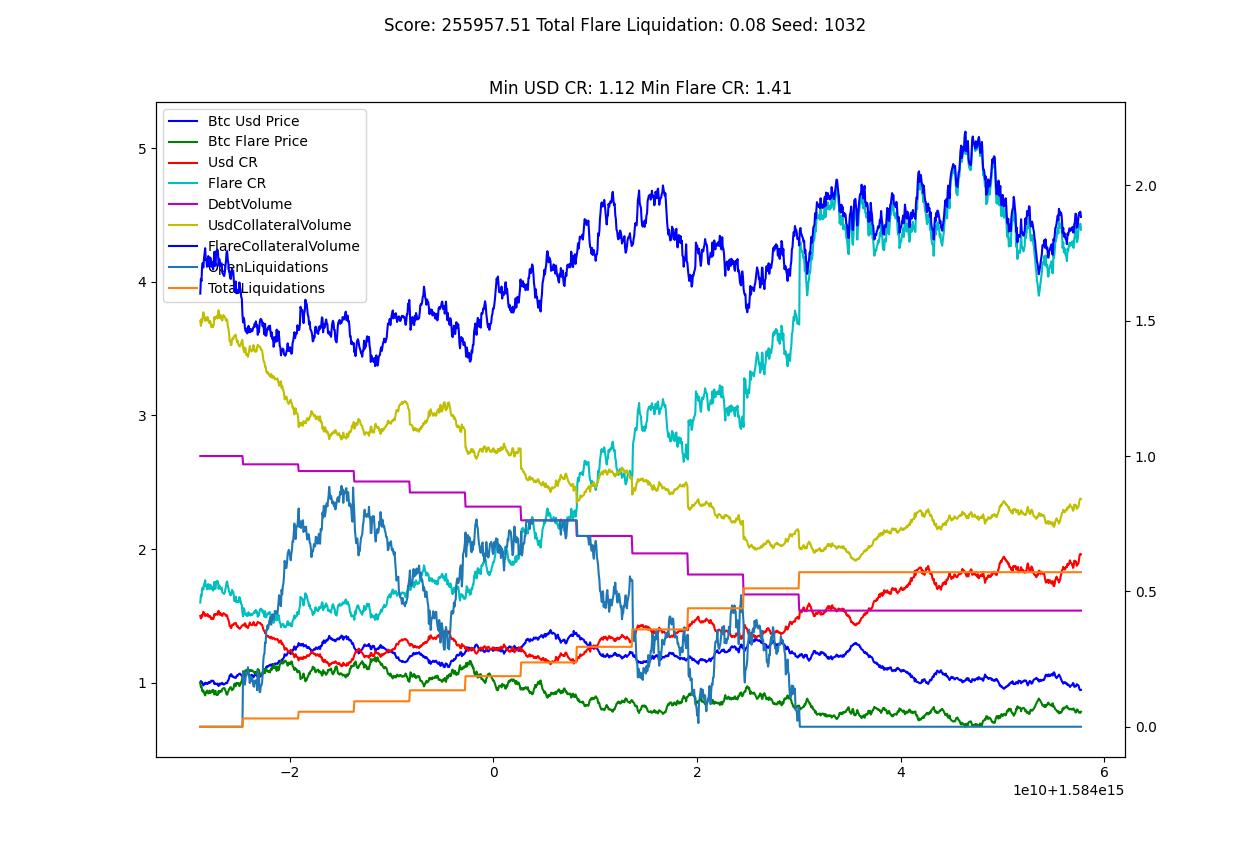 Score: 255957.51 Total Flare Liquidation: 0.08 Seed: 1032
Min USD CR: 1.12 Min Flare CR: 1.41
Btc Usd Price
Btc Flare Price
Usd CR
Flare CR
DebtVolume
UsdCollateralVolume
FlareCollateralVolume
OpenLiquidations
TotalLiquidations
5
4
3
2
1
2.0
1.5
1.0
0.5
0.0
−2
0
2
4
6
1e10+1.584e15